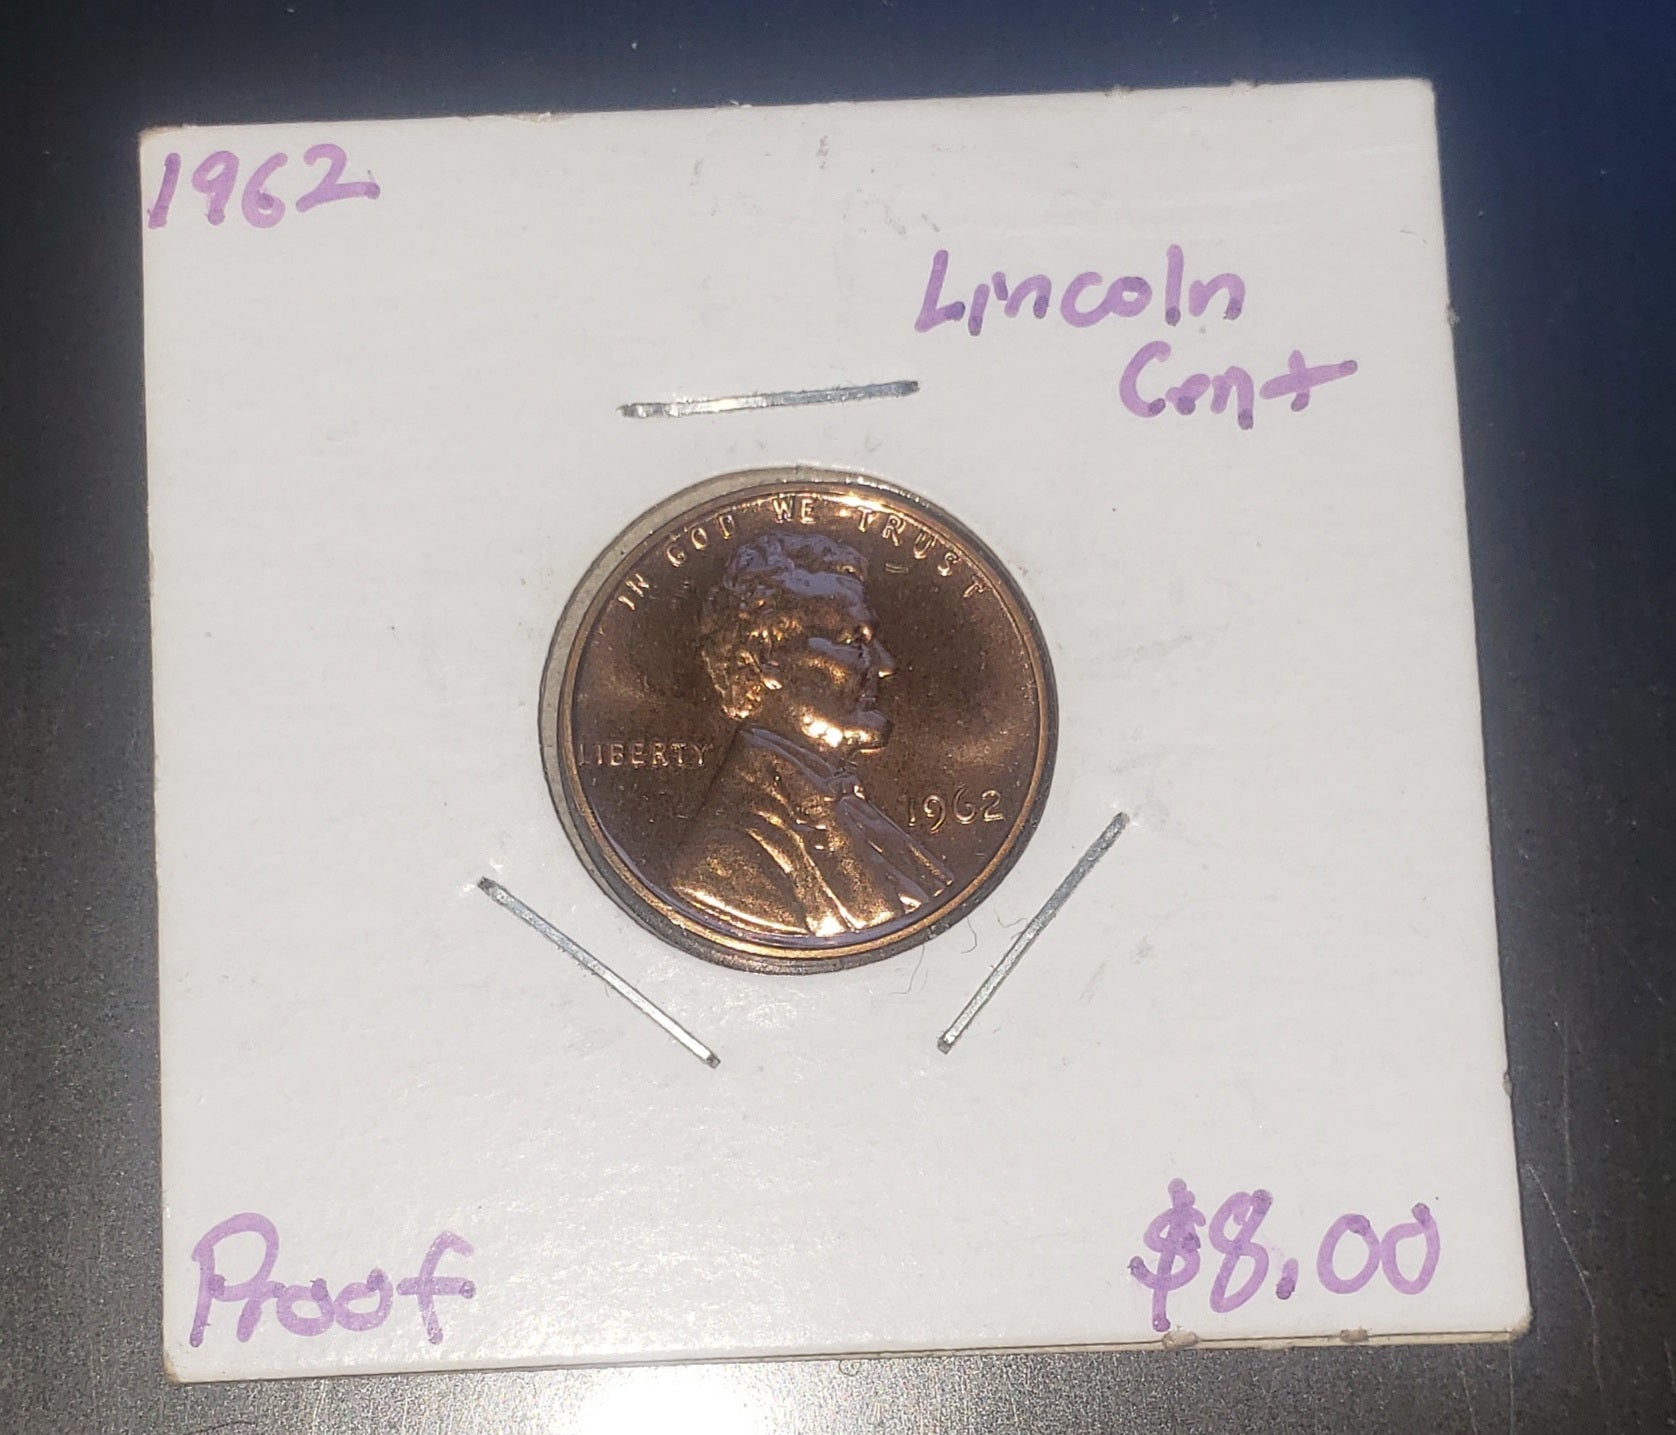 1962
Lincoln
Cent
IN GOD WE TRUST
LIBERTY
1962
Proof
$8.00